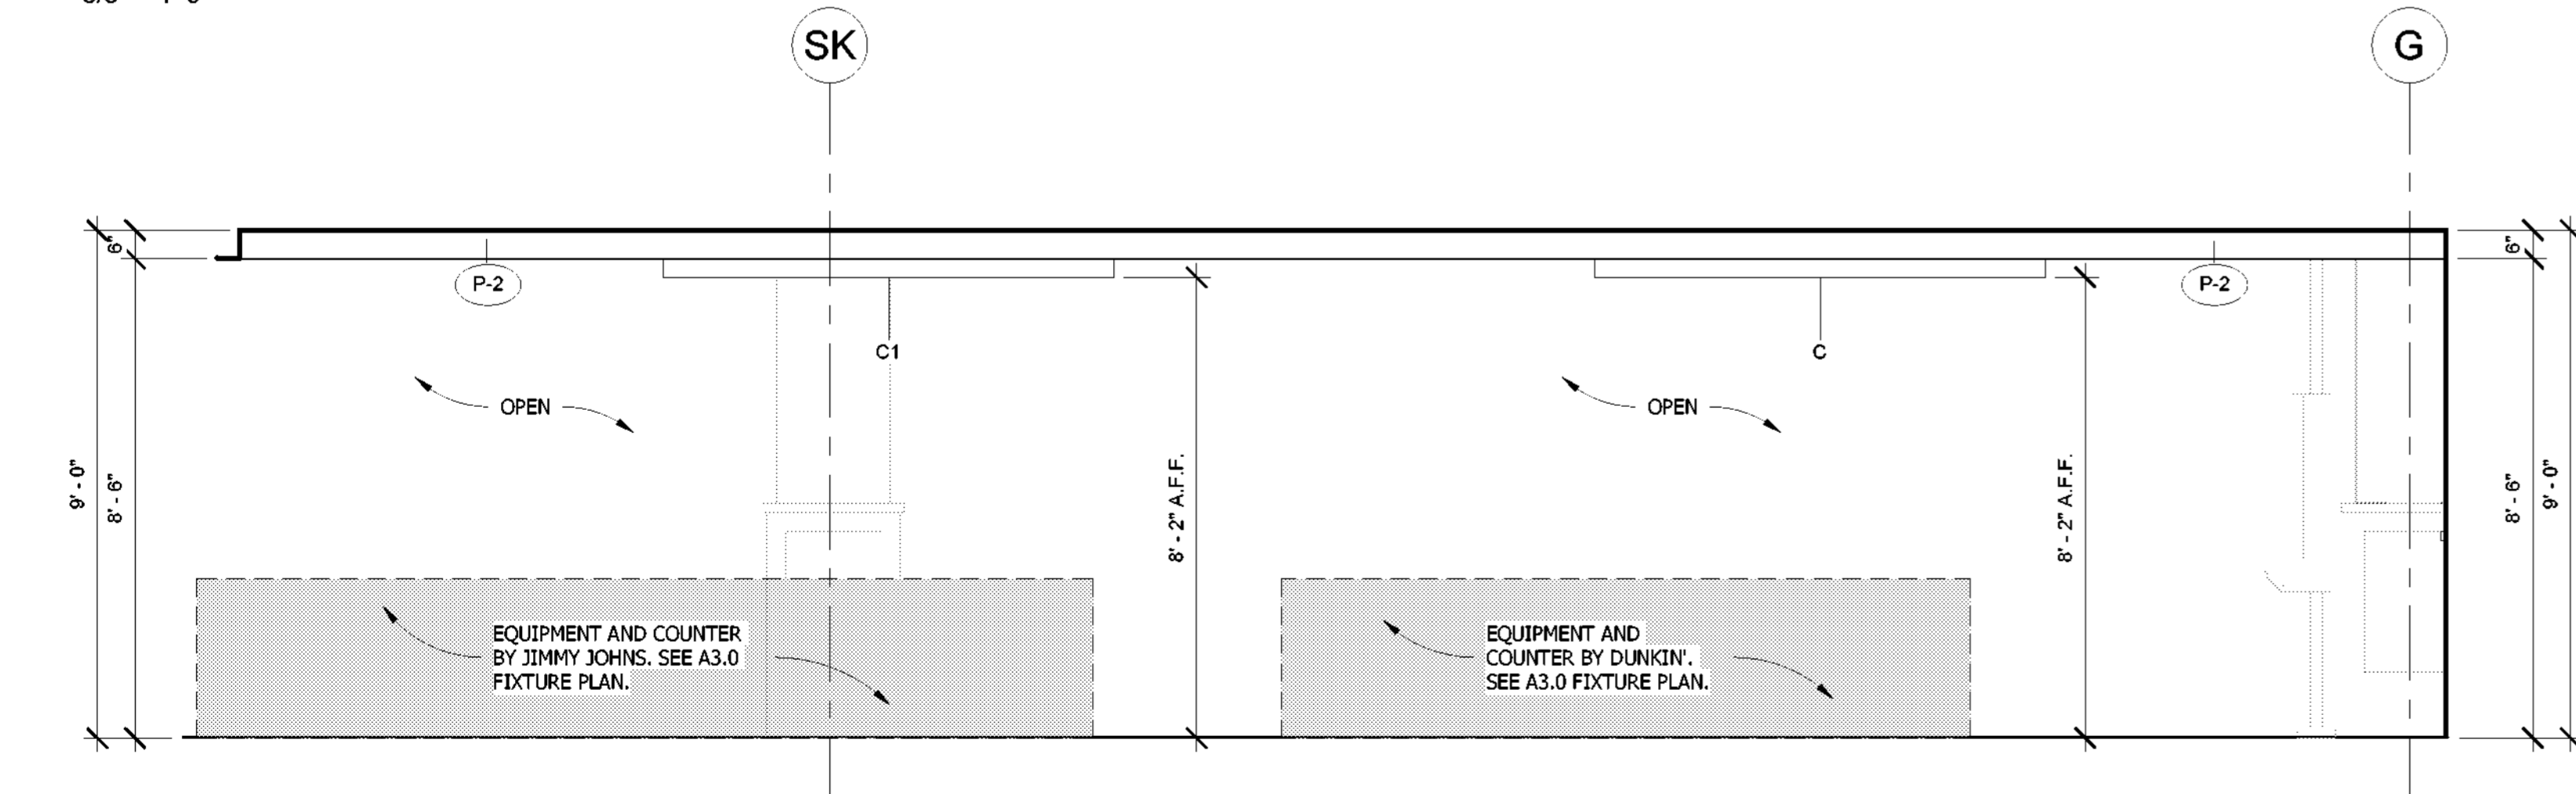 SK
G
6"
6"
P-2
P-2
C1
C
OPEN
OPEN
9' - 0"
8' - 6"
8' - 2" A.F.F.
8' - 2" A.F.F.
8' - 6"
9' - 0"
EQUIPMENT AND COUNTER
BY JIMMY JOHNS. SEE A3.0
FIXTURE PLAN.
EQUIPMENT AND
COUNTER BY DUNKIN'.
SEE A3.0 FIXTURE PLAN.